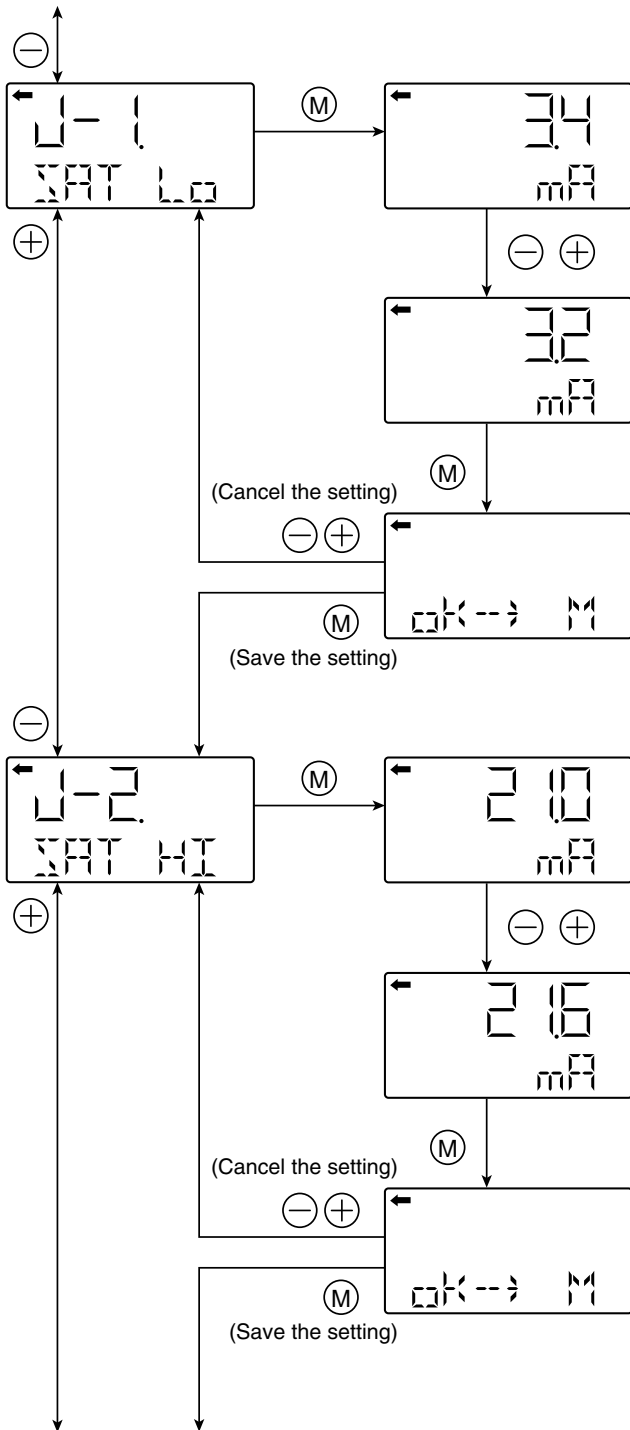 −
← J-1.
SAT Lo
M
← 3.4
mA
+
− +
← 3.2
mA
M
(Cancel the setting)
− +
←
oK--> M
M
(Save the setting)
−
← J-2.
SAT HI
M
← 21.0
mA
+
− +
← 21.6
mA
M
(Cancel the setting)
− +
←
oK--> M
M
(Save the setting)